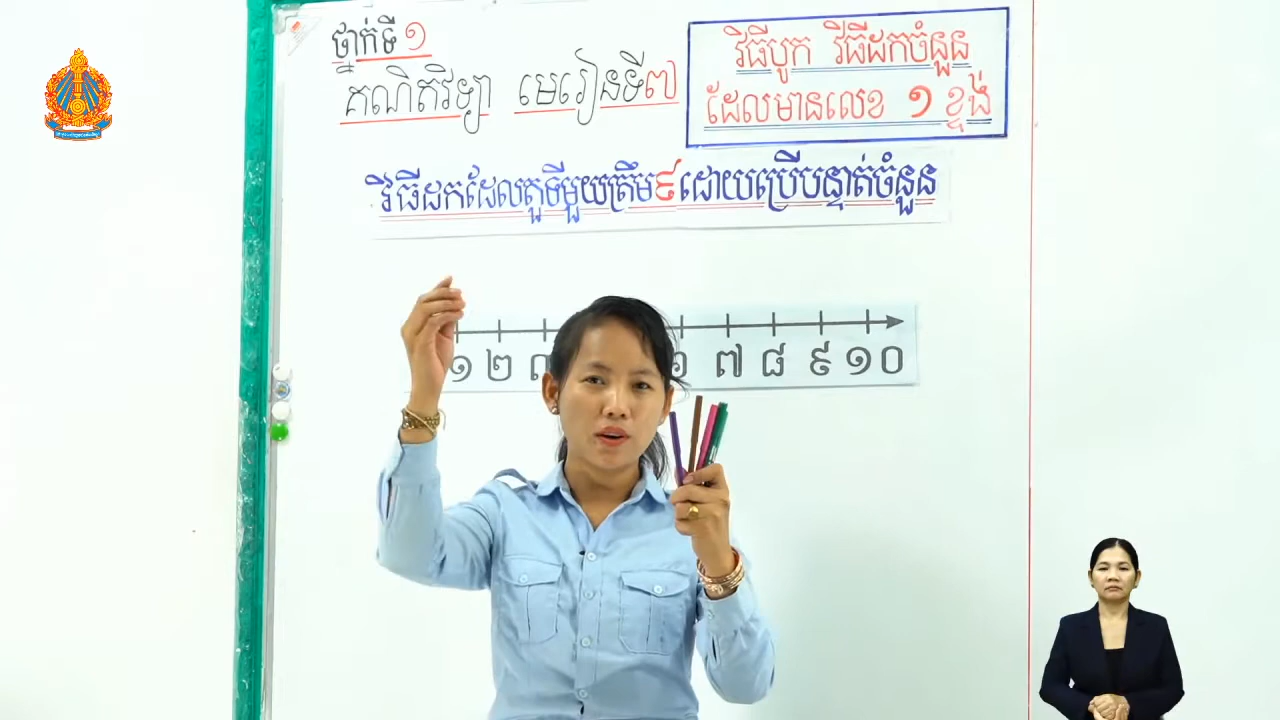 ថ្នាក់ទី ១
គណិតវិទ្យា មេរៀនទី៧
វិធីបូក វិធីដកចំនួន
ដែលមានលេខ ១ ខ្ទង់
វិធីដកដែលតួទីមួយត្រឹម៩ដោយប្រើបន្ទាត់ចំនួន
១ ២ ៧ ៨ ៩ ១០